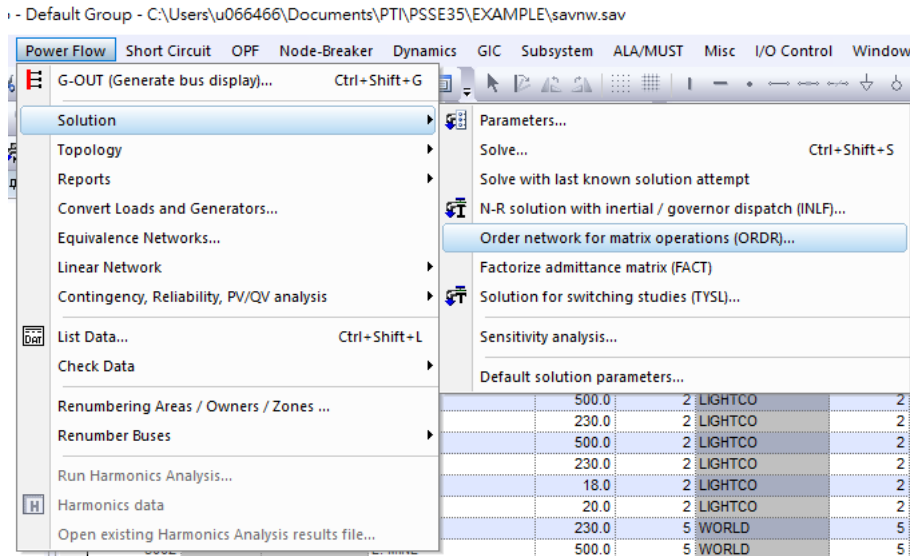 - Default Group - C:\Users\u066466\Documents\PTI\PSSE35\EXAMPLE\savnw.sav
Power Flow Short Circuit OPF Node-Breaker Dynamics GIC Subsystem ALA/MUST Misc I/O Control Window
G-OUT (Generate bus display)... Ctrl+Shift+G
Solution
Topology
Reports
Convert Loads and Generators...
Equivalence Networks...
Linear Network
Contingency, Reliability, PV/QV analysis
DAT List Data... Ctrl+Shift+L
Check Data
Renumbering Areas / Owners / Zones ...
Renumber Buses
Run Harmonics Analysis...
H Harmonics data
Open existing Harmonics Analysis results file...
Parameters...
Solve... Ctrl+Shift+S
Solve with last known solution attempt
N-R solution with inertial / governor dispatch (INLF)...
Order network for matrix operations (ORDR)...
Factorize admittance matrix (FACT)
Solution for switching studies (TYSL)...
Sensitivity analysis...
Default solution parameters...
500.0 2 LIGHTCO 2
230.0 2 LIGHTCO 2
500.0 2 LIGHTCO 2
230.0 2 LIGHTCO 2
18.0 2 LIGHTCO 2
20.0 2 LIGHTCO 2
230.0 5 WORLD 5
500.0 5 WORLD 5